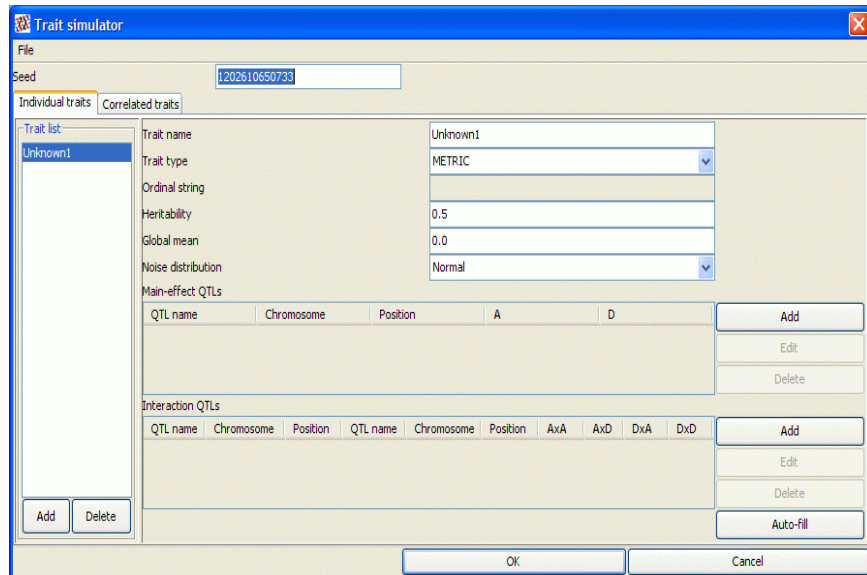 Trait simulator
File
Seed 1202610650733
Individual traits Correlated traits
Trait list
Unknown1
Trait name Unknown1
Trait type METRIC
Ordinal string
Heritability 0.5
Global mean 0.0
Noise distribution Normal
Main-effect QTLs
QTL name Chromosome Position A D
Add
Edit
Delete
Interaction QTLs
QTL name Chromosome Position QTL name Chromosome Position AxA AxD DxA DxD
Add
Edit
Delete
Auto-fill
Add Delete
OK Cancel